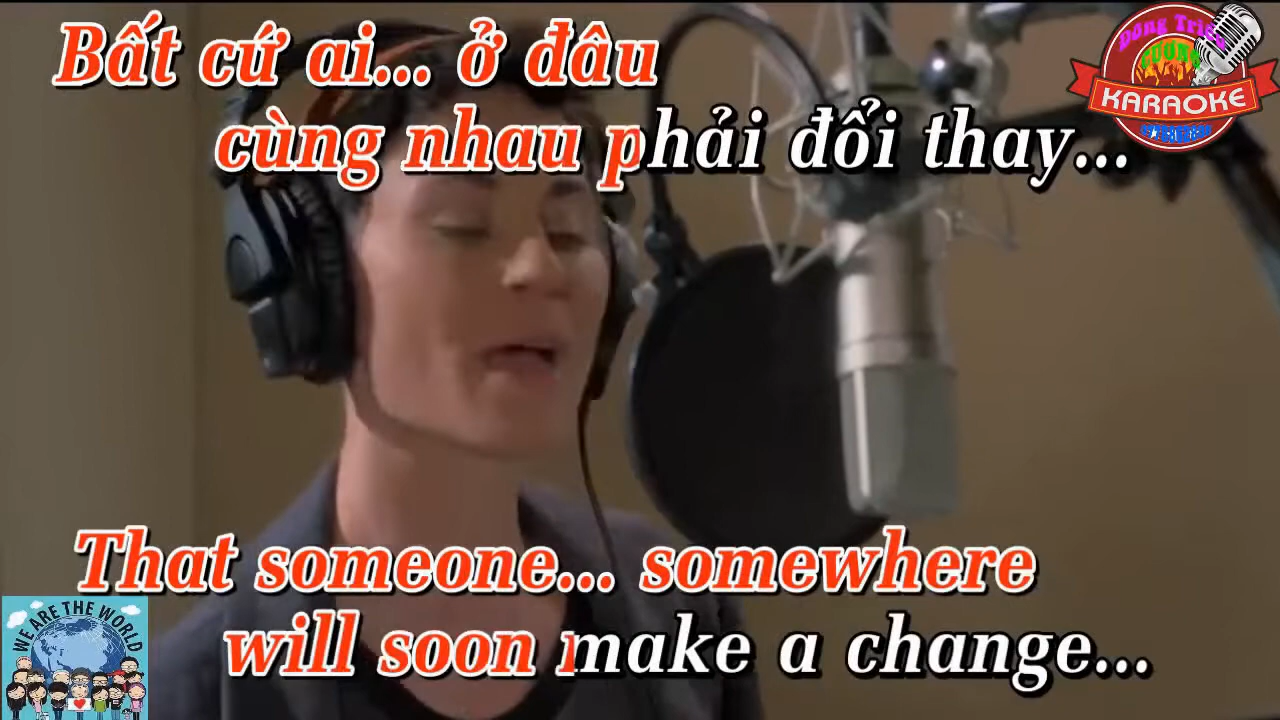 Bất cứ ai... ở đâu
cùng nhau phải đổi thay...
KARAOKE
That someone... somewhere
will soon make a change...
WE ARE THE WORLD